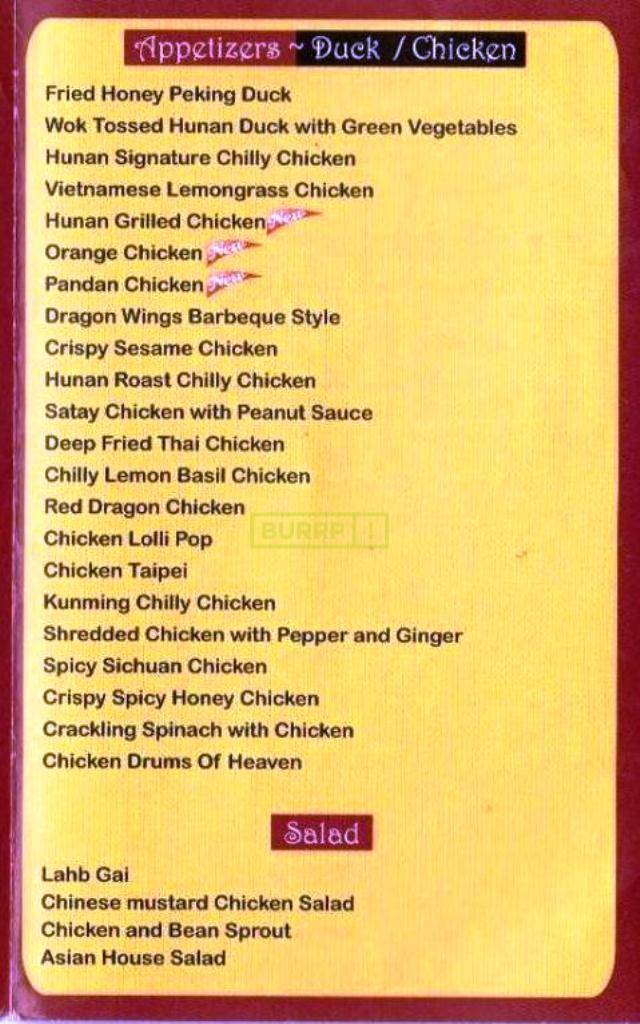 Appetizers ~ Duck / Chicken
Fried Honey Peking Duck
Wok Tossed Hunan Duck with Green Vegetables
Hunan Signature Chilly Chicken
Vietnamese Lemongrass Chicken
Hunan Grilled Chicken New
Orange Chicken New
Pandan Chicken New
Dragon Wings Barbeque Style
Crispy Sesame Chicken
Hunan Roast Chilly Chicken
Satay Chicken with Peanut Sauce
Deep Fried Thai Chicken
Chilly Lemon Basil Chicken
Red Dragon Chicken
BURRP!
Chicken Lolli Pop
Chicken Taipei
Kunming Chilly Chicken
Shredded Chicken with Pepper and Ginger
Spicy Sichuan Chicken
Crispy Spicy Honey Chicken
Crackling Spinach with Chicken
Chicken Drums Of Heaven
Salad
Lahb Gai
Chinese mustard Chicken Salad
Chicken and Bean Sprout
Asian House Salad